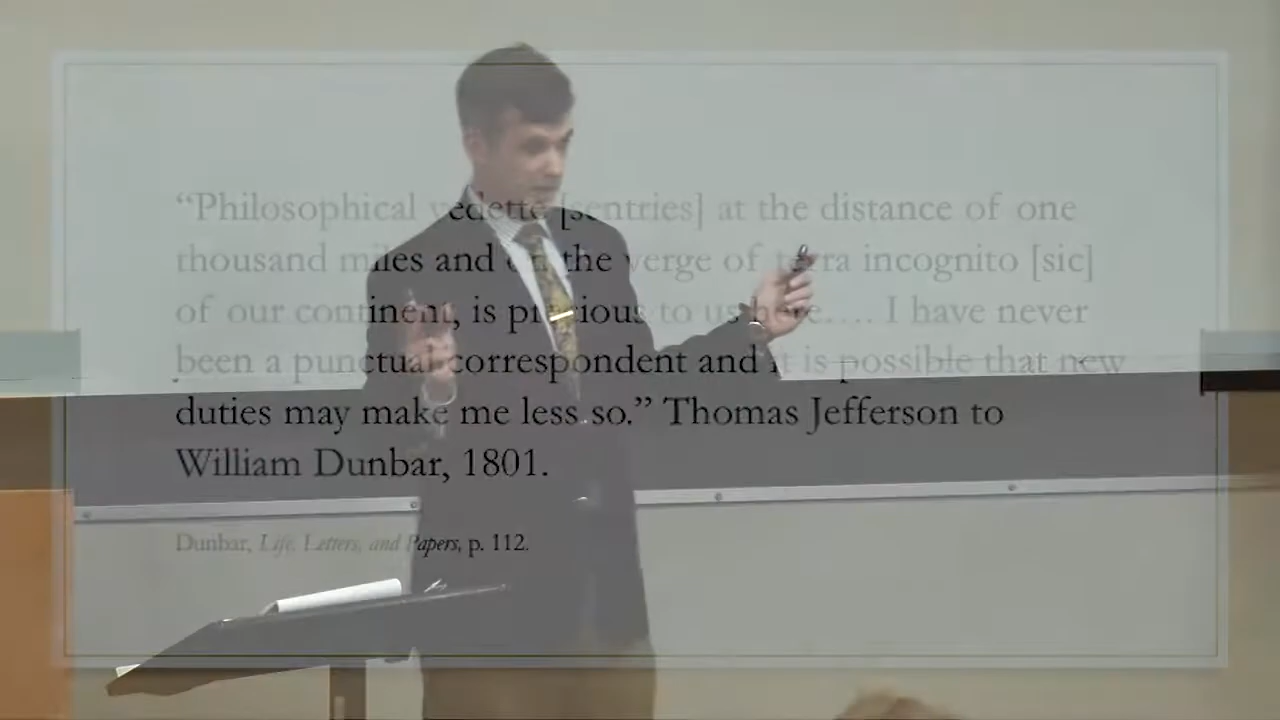 “Philosophical vedette [sentries] at the distance of one
thousand miles and on the verge of terra incognito [sic]
of our continent, is precious to us here…. I have never
been a punctual correspondent and it is possible that new
duties may make me less so.” Thomas Jefferson to
William Dunbar, 1801.
Dunbar, Life, Letters, and Papers, p. 112.